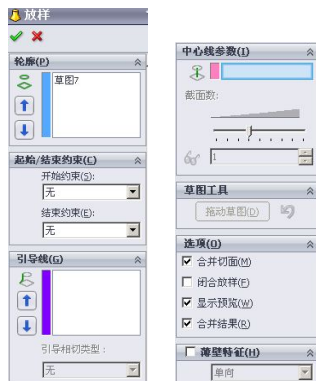 放样
轮廓(P)
草图7
起始/结束约束(C)
开始约束(S):
无
结束约束(E):
无
引导线(G)
引导相切类型：
无
中心线参数(I)
截面数:
1
草图工具
拖动草图(D)
选项(O)
合并切面(M)
闭合放样(F)
显示预览(W)
合并结果(R)
薄壁特征(H)
单向